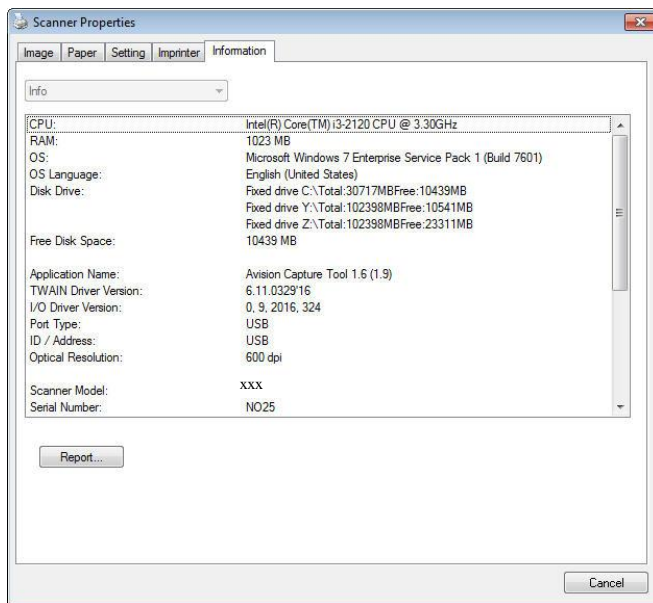 Scanner Properties
Image Paper Setting Imprinter Information
Info
CPU: Intel(R) Core(TM) i3-2120 CPU @ 3.30GHz
RAM: 1023 MB
OS: Microsoft Windows 7 Enterprise Service Pack 1 (Build 7601)
OS Language: English (United States)
Disk Drive: Fixed drive C:\Total:30717MBFree:10439MB
Fixed drive Y:\Total:102398MBFree:10541MB
Fixed drive Z:\Total:102398MBFree:23311MB
Free Disk Space: 10439 MB
Application Name: Avision Capture Tool 1.6 (1.9)
TWAIN Driver Version: 6.11.0329'16
I/O Driver Version: 0, 9, 2016, 324
Port Type: USB
ID / Address: USB
Optical Resolution: 600 dpi
Scanner Model: xxx
Serial Number: NO25
Report...
Cancel